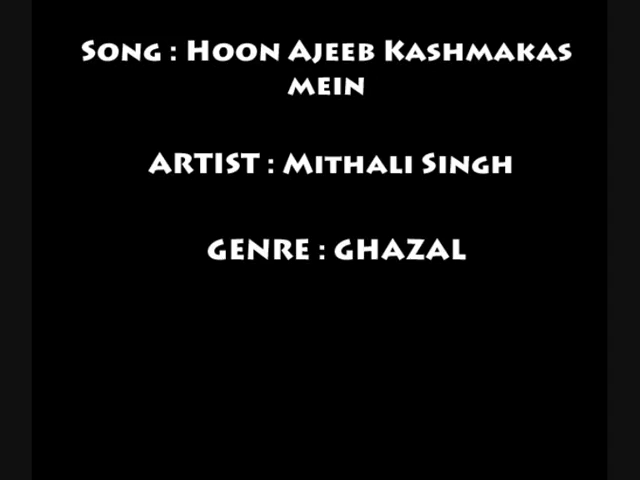 Song : Hoon Ajeeb Kashmakas
mein
ARTIST : Mithali Singh
GENRE : GHAZAL